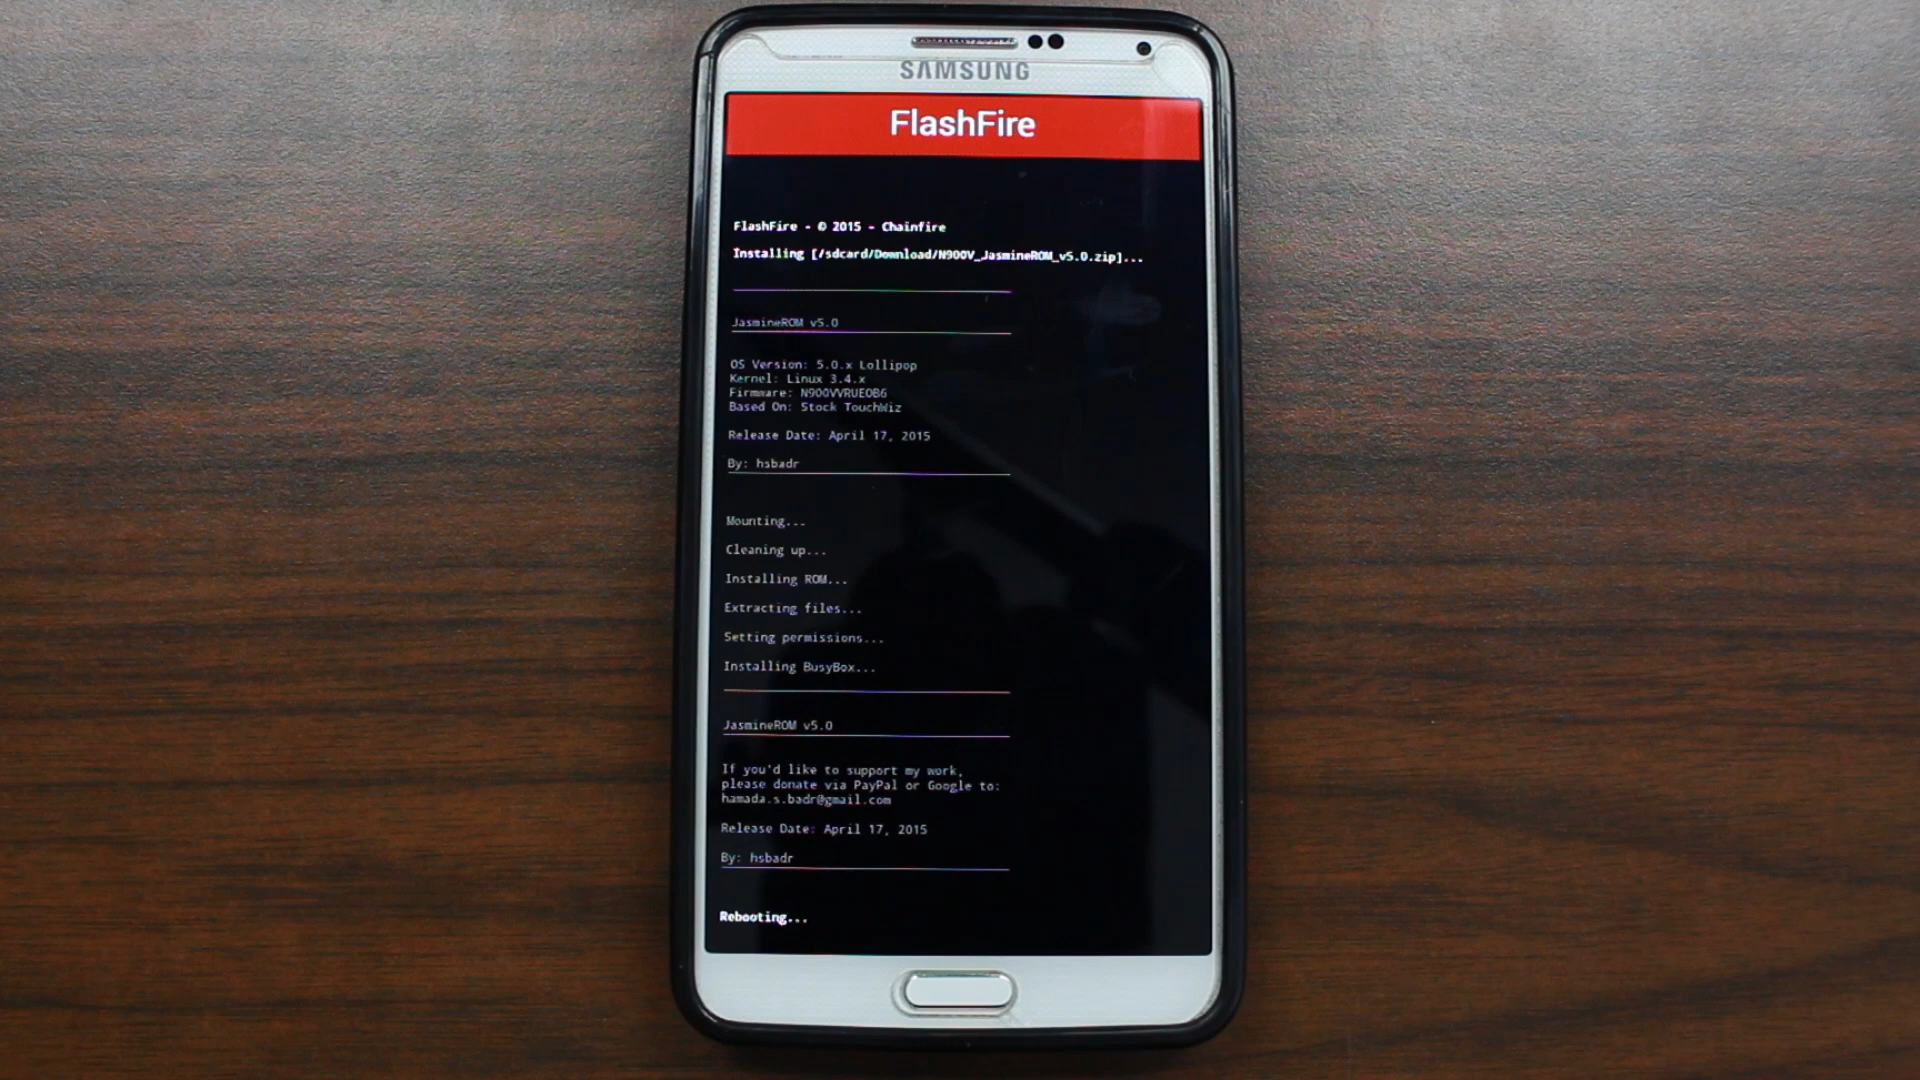 SAMSUNG
FlashFire
FlashFire - © 2015 - Chainfire
Installing [/sdcard/Download/N900V_JasmineROM_v5.0.zip]...
JasmineROM v5.0
OS Version: 5.0.x Lollipop
Kernel: Linux 3.4.x
Firmware: N900VVRUEOB6
Based On: Stock TouchWiz
Release Date: April 17, 2015
By: hsbadr
Mounting...
Cleaning up...
Installing ROM...
Extracting files...
Setting permissions...
Installing BusyBox...
JasmineROM v5.0
If you'd like to support my work,
please donate via PayPal or Google to:
hamada.s.badr@gmail.com
Release Date: April 17, 2015
By: hsbadr
Rebooting...